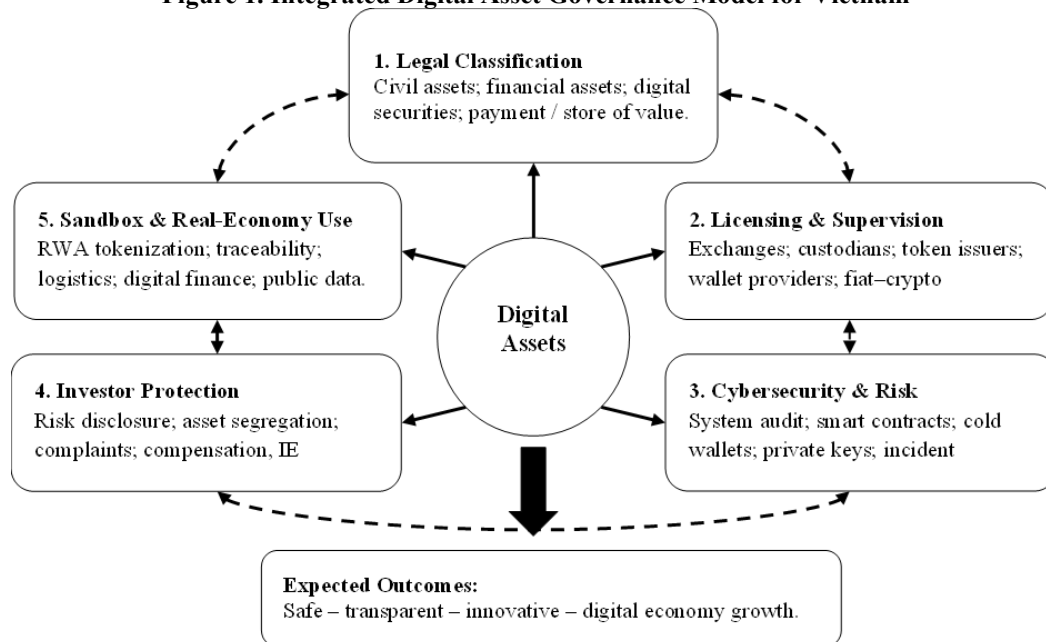 Figure 1. Integrated Digital Asset Governance Model for Vietnam
1. Legal Classification
Civil assets; financial assets; digital
securities; payment / store of value.
5. Sandbox & Real-Economy Use
RWA tokenization; traceability;
logistics; digital finance; public data.
2. Licensing & Supervision
Exchanges; custodians; token issuers;
wallet providers; fiat–crypto
Digital
Assets
4. Investor Protection
Risk disclosure; asset segregation;
complaints; compensation, IE
3. Cybersecurity & Risk
System audit; smart contracts; cold
wallets; private keys; incident
Expected Outcomes:
Safe – transparent – innovative – digital economy growth.